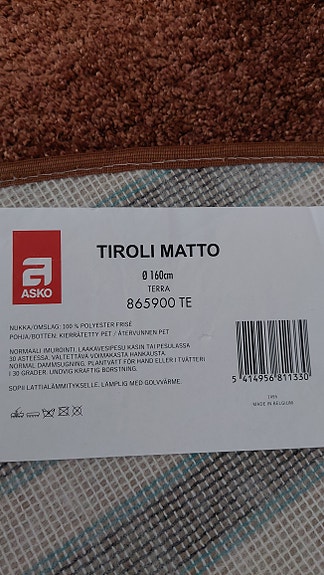 TIROLI MATTO
Ø 160cm
TERRA
865900 TE
a
ASKO
NUKKA/OMSLAG: 100 % POLYESTER FRISÉ
POHJA/BOTTEN: KIERRÄTETTY PET / ÅTERVUNNEN PET
NORMAALI IMUROINTI. LAAKAVESIPESU KÄSIN TAI PESULASSA
30 ASTEESSA, VÄLTETTÄVÄ VOIMAKASTA HANKAUSTA.
NORMAL DAMMSUGNING. PLANTVÄTT FÖR HAND ELLER I TVÄTTERI
I 30 GRADER. UNDVIG KRAFTIG BORSTNING.
SOPII LATTIALÄMMITYKSELLE. LÄMPLIG MED GOLVVÄRME.
5 414956 811330
MADE IN BELGIUM